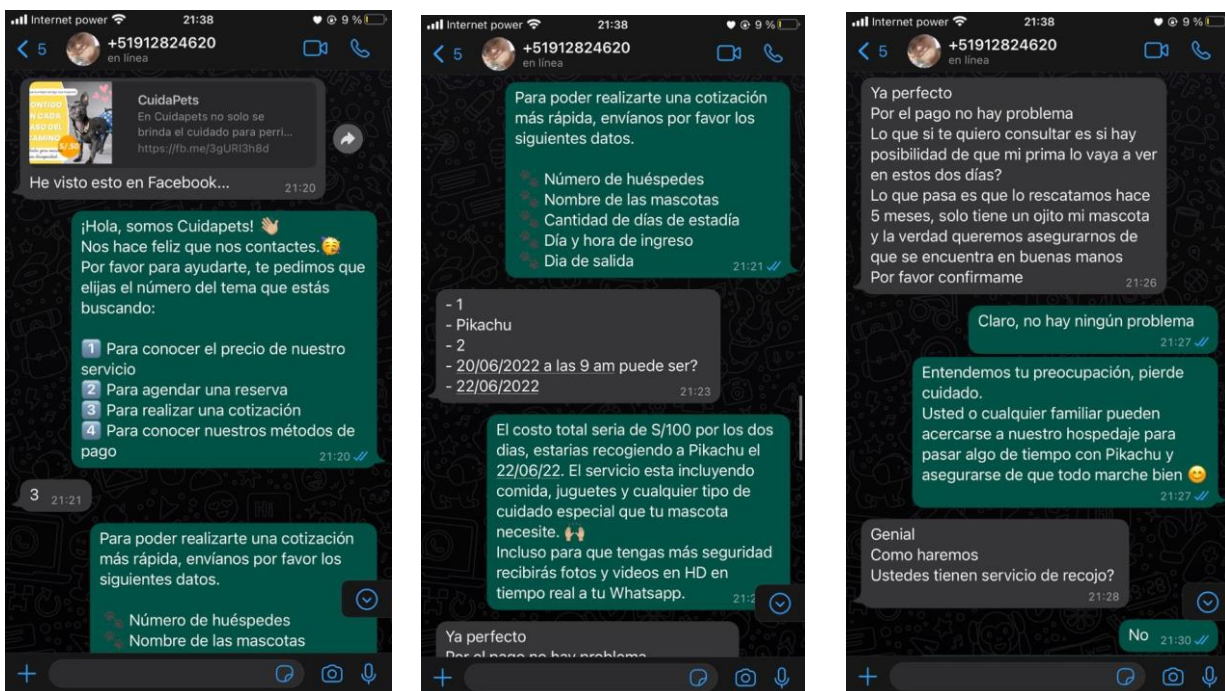 Internet power
21:38
9 %
5
+51912824620
en línea
CuidaPets
En Cuidapets no solo se
brinda el cuidado para perri...
https://fb.me/3gURI3h8d
CONTIGO
EN CADA
PASO DEL
CAMINO
S/.50
He visto esto en Facebook...
21:20
¡Hola, somos Cuidapets! 👋🏼
Nos hace feliz que nos contactes.🥳
Por favor para ayudarte, te pedimos que
elijas el número del tema que estás
buscando:
1️⃣ Para conocer el precio de nuestro
servicio
2️⃣ Para agendar una reserva
3️⃣ Para realizar una cotización
4️⃣ Para conocer nuestros métodos de
pago
21:20
3
21:21
Para poder realizarte una cotización
más rápida, envíanos por favor los
siguientes datos.
🐾 Número de huéspedes
🐾 Nombre de las mascotas
Internet power
21:38
9 %
5
+51912824620
en línea
Para poder realizarte una cotización
más rápida, envíanos por favor los
siguientes datos.
🐾 Número de huéspedes
🐾 Nombre de las mascotas
🐾 Cantidad de días de estadía
🐾 Día y hora de ingreso
🐾 Dia de salida
21:21
- 1
- Pikachu
- 2
- 20/06/2022 a las 9 am puede ser?
- 22/06/2022
21:23
El costo total seria de S/100 por los dos
dias, estarias recogiendo a Pikachu el
22/06/22. El servicio esta incluyendo
comida, juguetes y cualquier tipo de
cuidado especial que tu mascota
necesite. 🙌🏼
Incluso para que tengas más seguridad
recibirás fotos y videos en HD en
tiempo real a tu Whatsapp.
Ya perfecto
Por el pago no hay problema
Internet power
21:38
9 %
5
+51912824620
en línea
Ya perfecto
Por el pago no hay problema
Lo que si te quiero consultar es si hay
posibilidad de que mi prima lo vaya a ver
en estos dos días?
Lo que pasa es que lo rescatamos hace
5 meses, solo tiene un ojito mi mascota
y la verdad queremos asegurarnos de
que se encuentra en buenas manos
Por favor confirmame
21:26
Claro, no hay ningún problema
21:27
Entendemos tu preocupación, pierde
cuidado.
Usted o cualquier familiar pueden
acercarse a nuestro hospedaje para
pasar algo de tiempo con Pikachu y
asegurarse de que todo marche bien 😊
21:27
Genial
Como haremos
Ustedes tienen servicio de recojo?
21:28
No
21:30